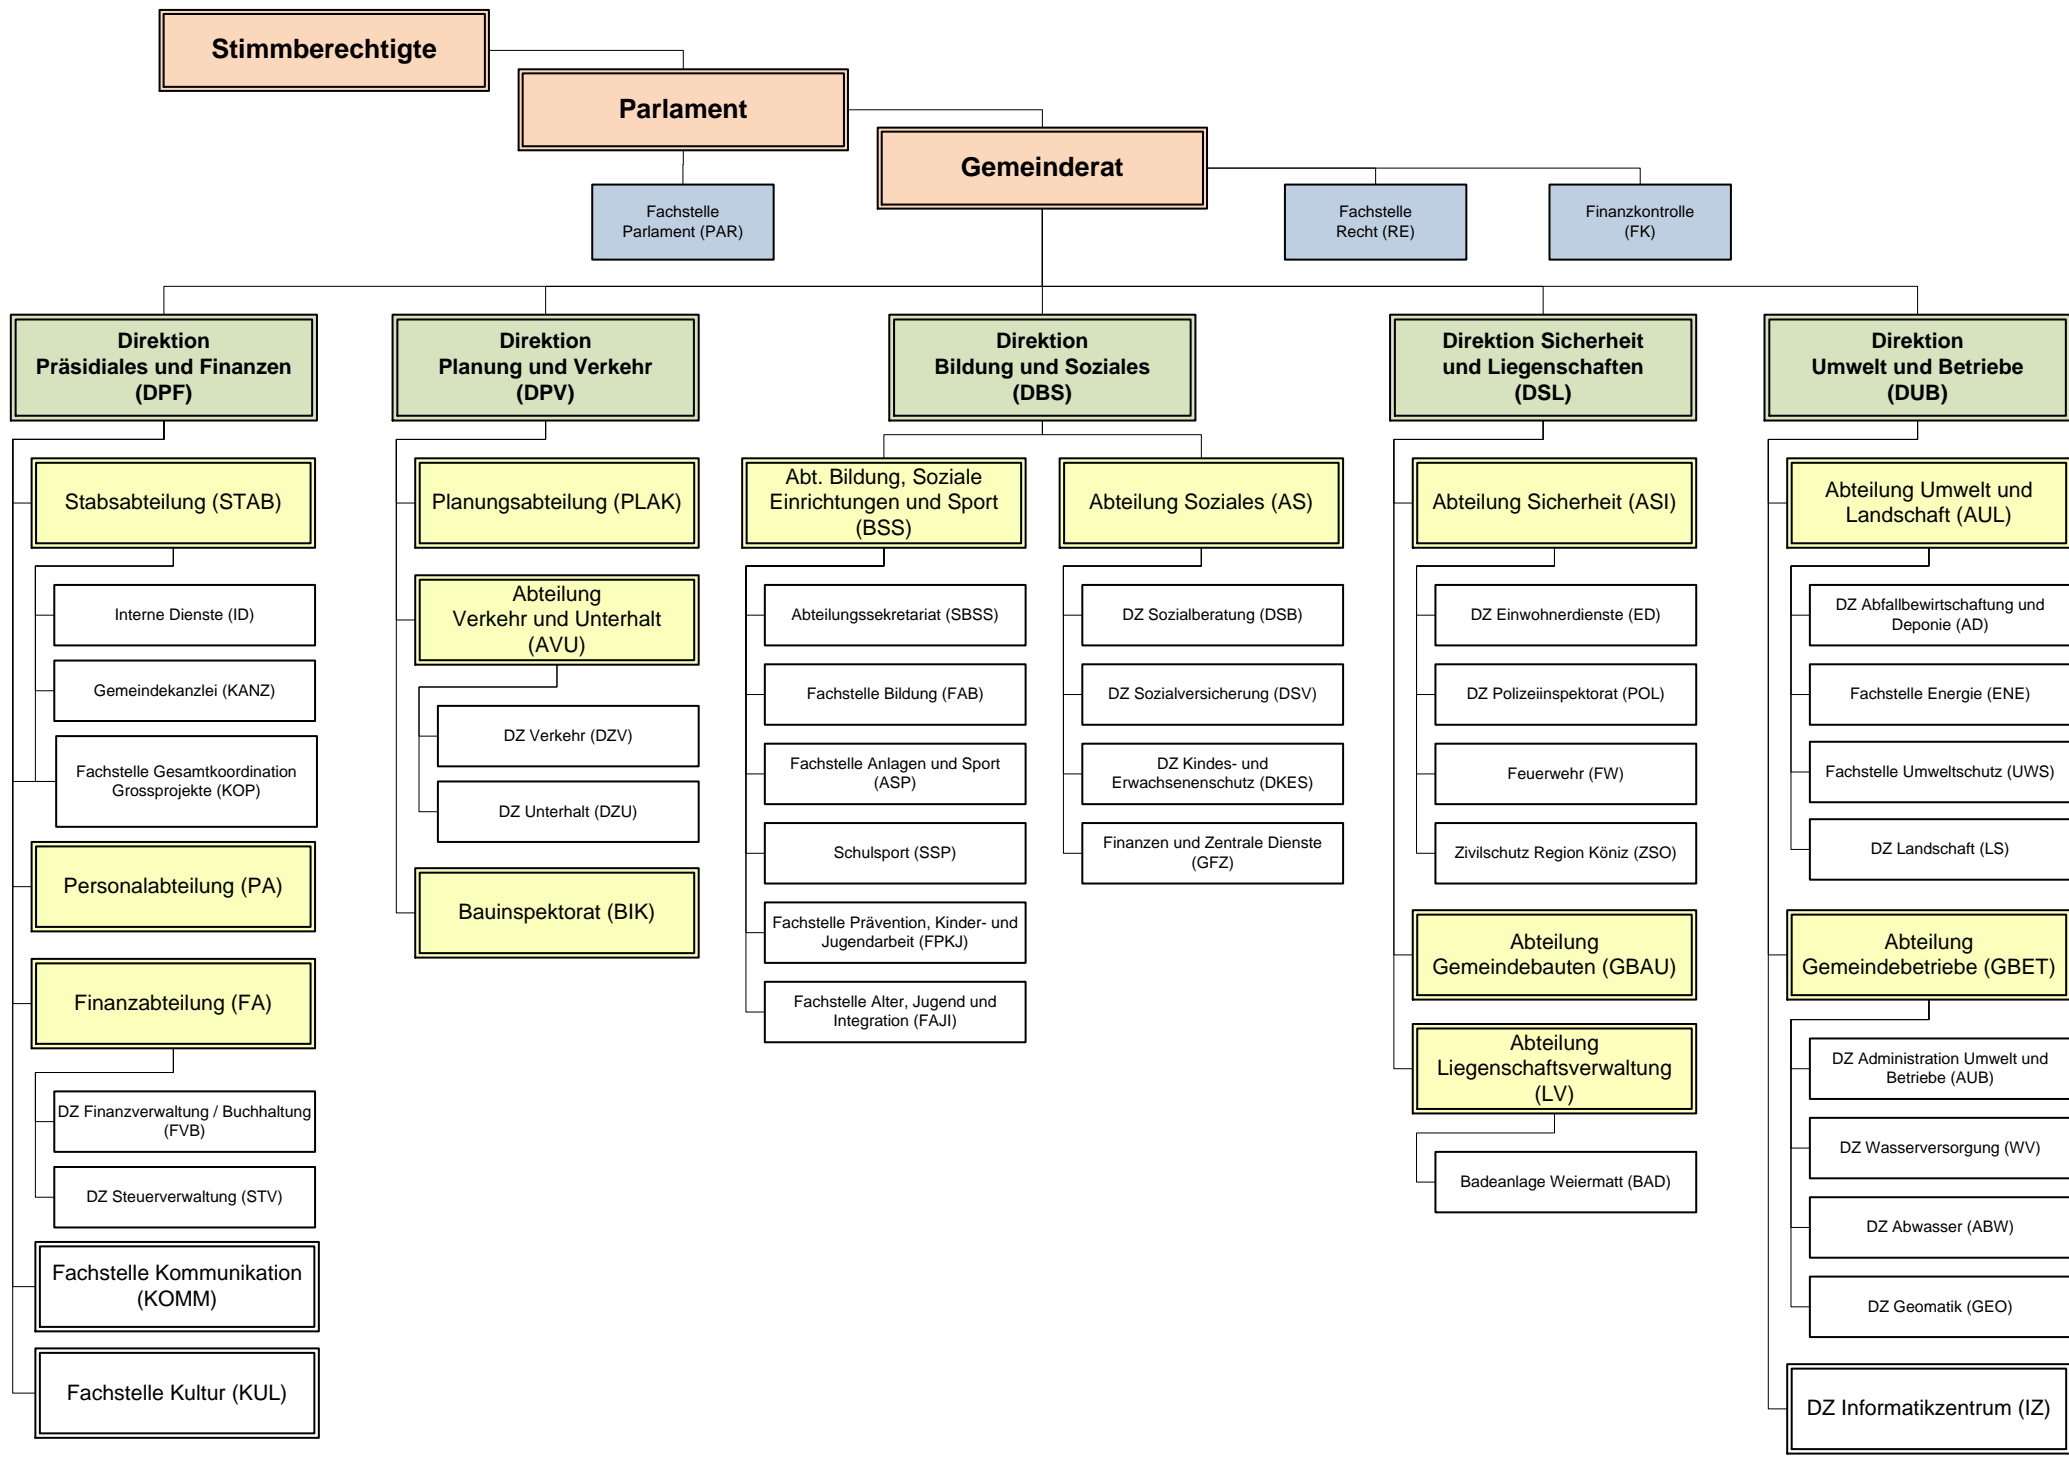 Stimmberechtigte
Parlament
Gemeinderat
Fachstelle
Parlament (PAR)
Fachstelle
Recht (RE)
Finanzkontrolle
(FK)
Direktion
Präsidiales und Finanzen
(DPF)
Stabsabteilung (STAB)
Interne Dienste (ID)
Gemeindekanzlei (KANZ)
Fachstelle Gesamtkoordination
Grossprojekte (KOP)
Personalabteilung (PA)
Finanzabteilung (FA)
DZ Finanzverwaltung / Buchhaltung
(FVB)
DZ Steuerverwaltung (STV)
Fachstelle Kommunikation
(KOMM)
Fachstelle Kultur (KUL)
Direktion
Planung und Verkehr
(DPV)
Planungsabteilung (PLAK)
Abteilung
Verkehr und Unterhalt
(AVU)
DZ Verkehr (DZV)
DZ Unterhalt (DZU)
Bauinspektorat (BIK)
Direktion
Bildung und Soziales
(DBS)
Abt. Bildung, Soziale
Einrichtungen und Sport
(BSS)
Abteilungssekretariat (SBSS)
Fachstelle Bildung (FAB)
Fachstelle Anlagen und Sport
(ASP)
Schulsport (SSP)
Fachstelle Prävention, Kinder- und
Jugendarbeit (FPKJ)
Fachstelle Alter, Jugend und
Integration (FAJI)
Abteilung Soziales (AS)
DZ Sozialberatung (DSB)
DZ Sozialversicherung (DSV)
DZ Kindes- und
Erwachsenenschutz (DKES)
Finanzen und Zentrale Dienste
(GFZ)
Direktion Sicherheit
und Liegenschaften
(DSL)
Abteilung Sicherheit (ASI)
DZ Einwohnerdienste (ED)
DZ Polizeiinspektorat (POL)
Feuerwehr (FW)
Zivilschutz Region Köniz (ZSO)
Abteilung
Gemeindebauten (GBAU)
Abteilung
Liegenschaftsverwaltung
(LV)
Badeanlage Weiermatt (BAD)
Direktion
Umwelt und Betriebe
(DUB)
Abteilung Umwelt und
Landschaft (AUL)
DZ Abfallbewirtschaftung und
Deponie (AD)
Fachstelle Energie (ENE)
Fachstelle Umweltschutz (UWS)
DZ Landschaft (LS)
Abteilung
Gemeindebetriebe (GBET)
DZ Administration Umwelt und
Betriebe (AUB)
DZ Wasserversorgung (WV)
DZ Abwasser (ABW)
DZ Geomatik (GEO)
DZ Informatikzentrum (IZ)